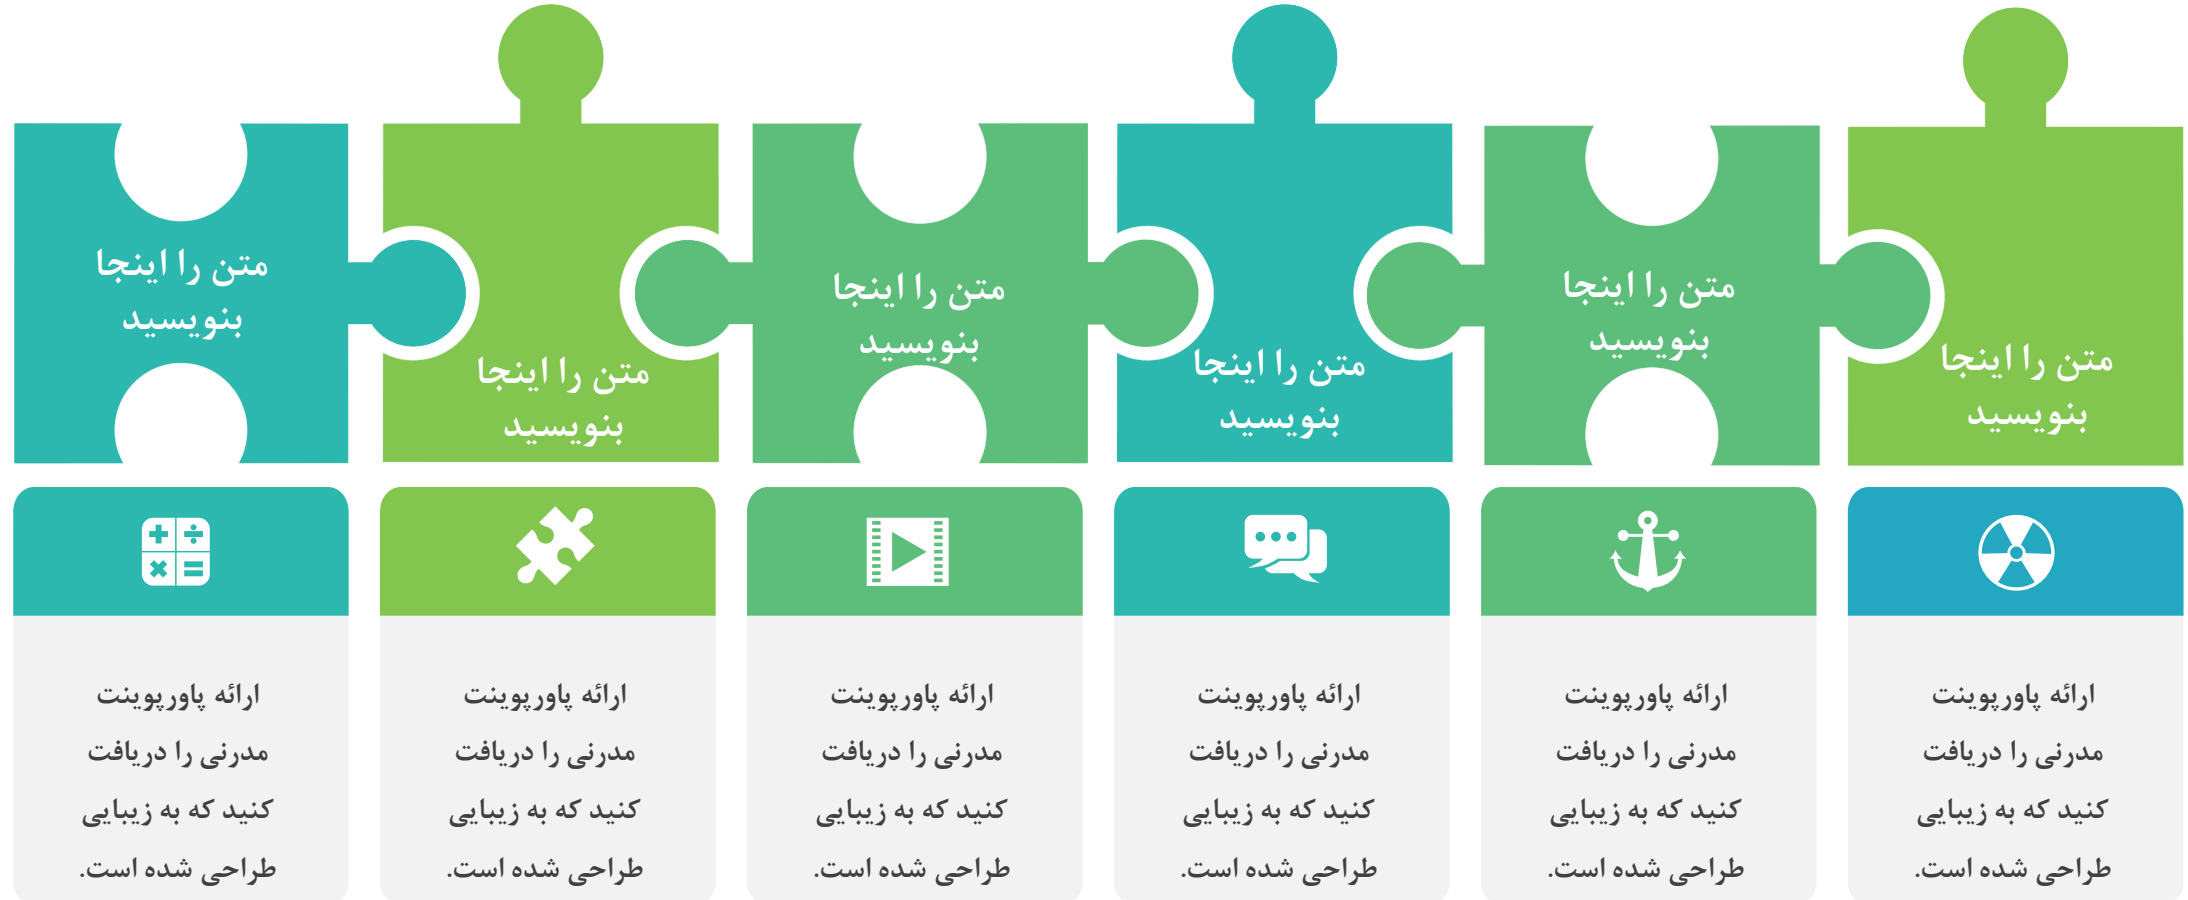 متن را اینجا
بنویسید
متن را اینجا
بنویسید
متن را اینجا
بنویسید
متن را اینجا
بنویسید
متن را اینجا
بنویسید
متن را اینجا
بنویسید
ارائه پاورپوینت
مدرنی را دریافت
کنید که به زیبایی
طراحی شده است.
ارائه پاورپوینت
مدرنی را دریافت
کنید که به زیبایی
طراحی شده است.
ارائه پاورپوینت
مدرنی را دریافت
کنید که به زیبایی
طراحی شده است.
ارائه پاورپوینت
مدرنی را دریافت
کنید که به زیبایی
طراحی شده است.
ارائه پاورپوینت
مدرنی را دریافت
کنید که به زیبایی
طراحی شده است.
ارائه پاورپوینت
مدرنی را دریافت
کنید که به زیبایی
طراحی شده است.